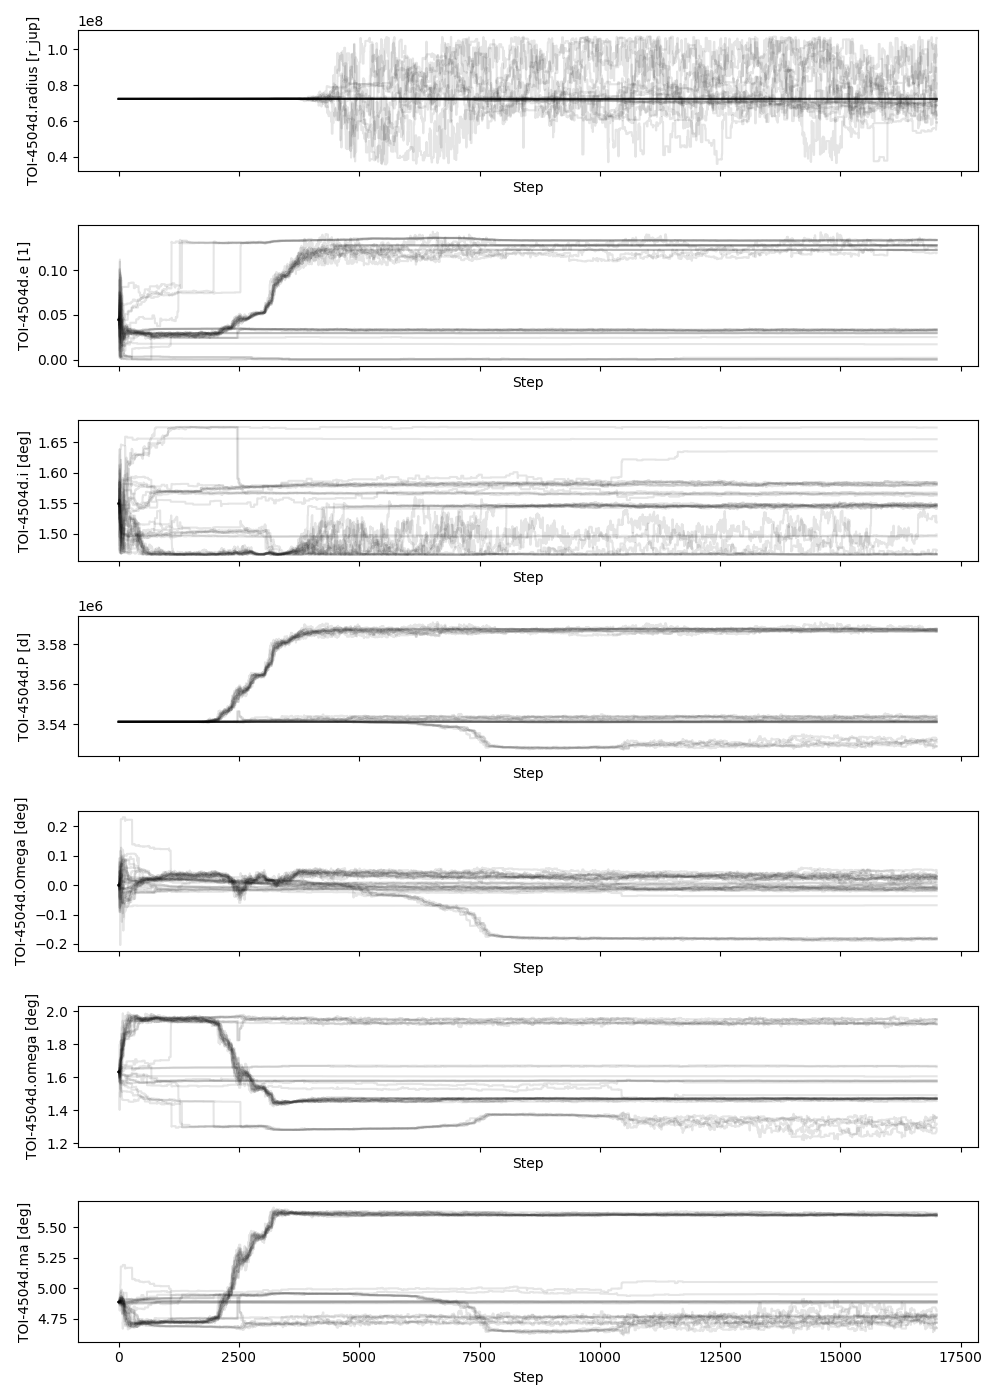 1e8
TOI-4504d.radius [r_jup]
1.0
0.8
0.6
0.4
Step
TOI-4504d.e [1]
0.10
0.05
0.00
Step
TOI-4504d.i [deg]
1.65
1.60
1.55
1.50
Step
1e6
TOI-4504d.P [d]
3.58
3.56
3.54
Step
TOI-4504d.Omega [deg]
0.2
0.1
0.0
−0.1
−0.2
Step
TOI-4504d.omega [deg]
2.0
1.8
1.6
1.4
1.2
Step
TOI-4504d.ma [deg]
5.50
5.25
5.00
4.75
0 2500 5000 7500 10000 12500 15000 17500
Step